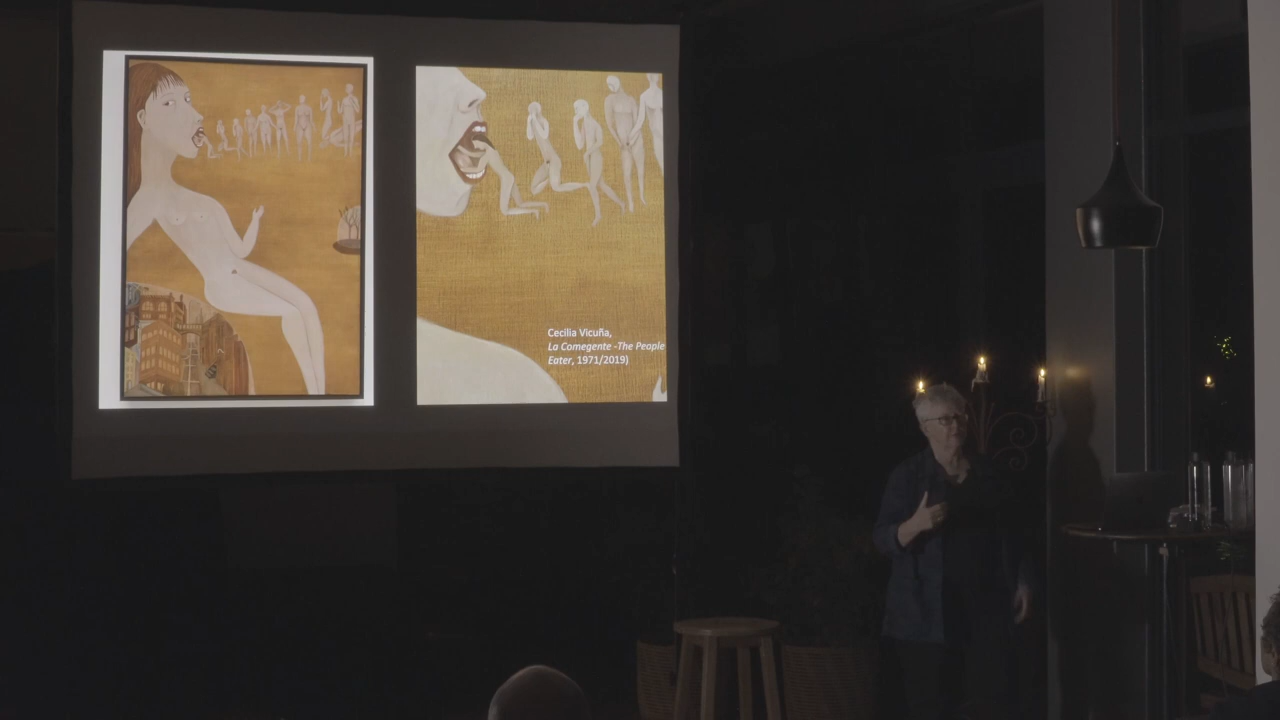 Cecilia Vicuña,
La Comegente -The People
Eater, 1971/2019)